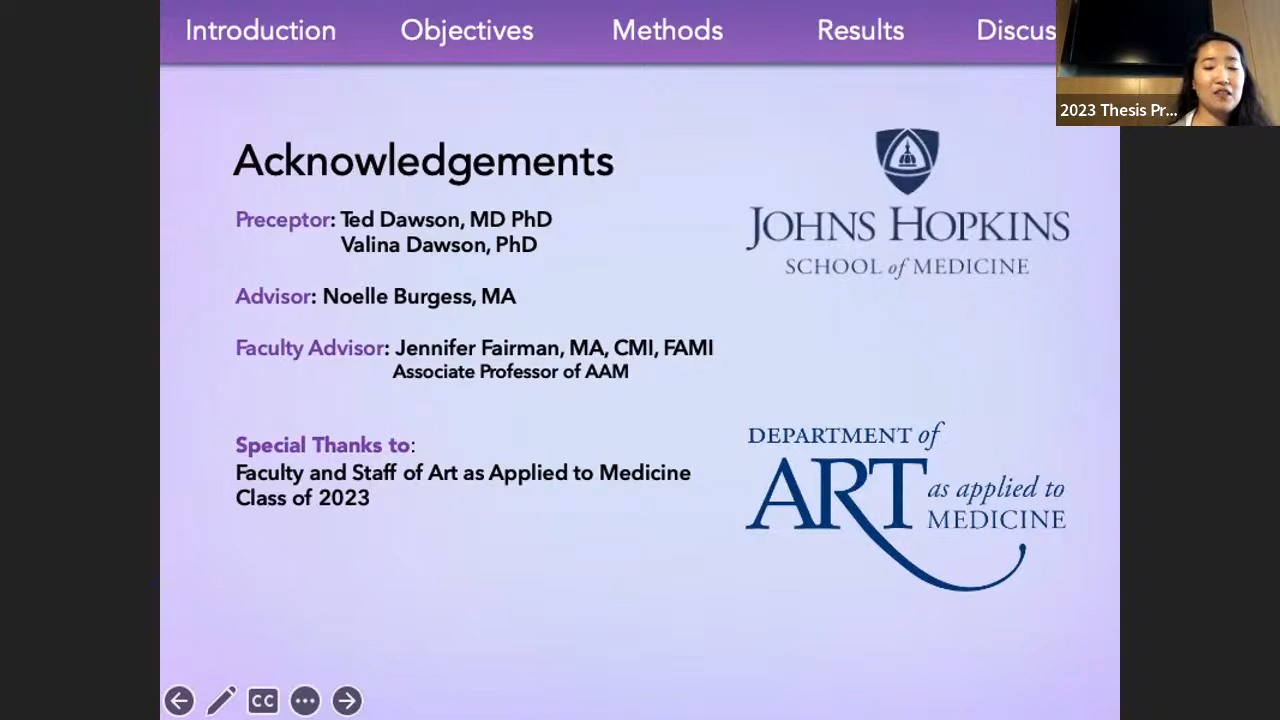 Introduction Objectives Methods Results Discus
2023 Thesis Pr...
Acknowledgements
Preceptor: Ted Dawson, MD PhD
Valina Dawson, PhD
Advisor: Noelle Burgess, MA
Faculty Advisor: Jennifer Fairman, MA, CMI, FAMI
Associate Professor of AAM
Special Thanks to:
Faculty and Staff of Art as Applied to Medicine
Class of 2023
JOHNS HOPKINS
SCHOOL of MEDICINE
DEPARTMENT of
ART as applied to
MEDICINE
CC